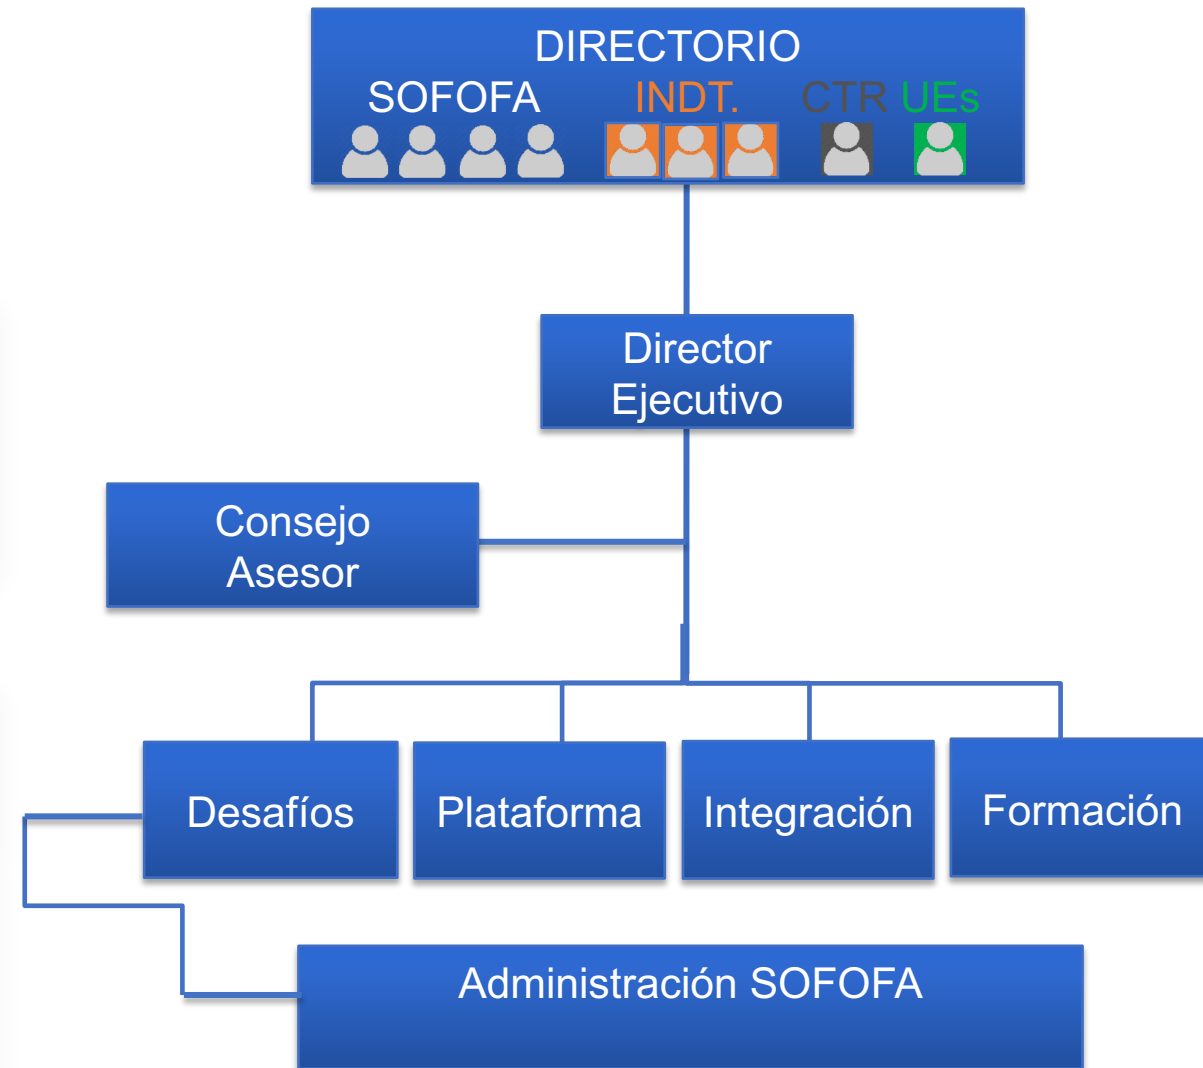 DIRECTORIO
SOFOFA INDT. CTR UEs
Director
Ejecutivo
Consejo
Asesor
Desafíos Plataforma Integración Formación
Administración SOFOFA